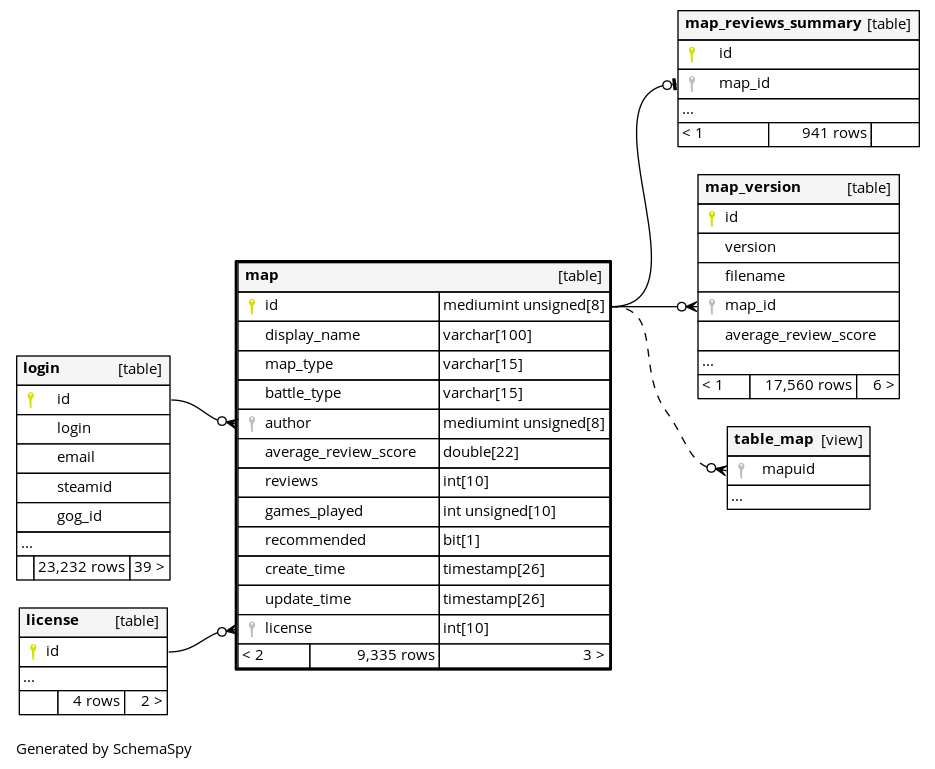 map_reviews_summary [table]
id
map_id
...
< 1 941 rows
map_version [table]
id
version
filename
map_id
average_review_score
...
< 1 17,560 rows 6 >
map [table]
id mediumint unsigned[8]
display_name varchar[100]
map_type varchar[15]
battle_type varchar[15]
author mediumint unsigned[8]
average_review_score double[22]
reviews int[10]
games_played int unsigned[10]
recommended bit[1]
create_time timestamp[26]
update_time timestamp[26]
license int[10]
< 2 9,335 rows 3 >
login [table]
id
login
email
steamid
gog_id
...
23,232 rows 39 >
table_map [view]
mapuid
...
license [table]
id
...
4 rows 2 >
Generated by SchemaSpy